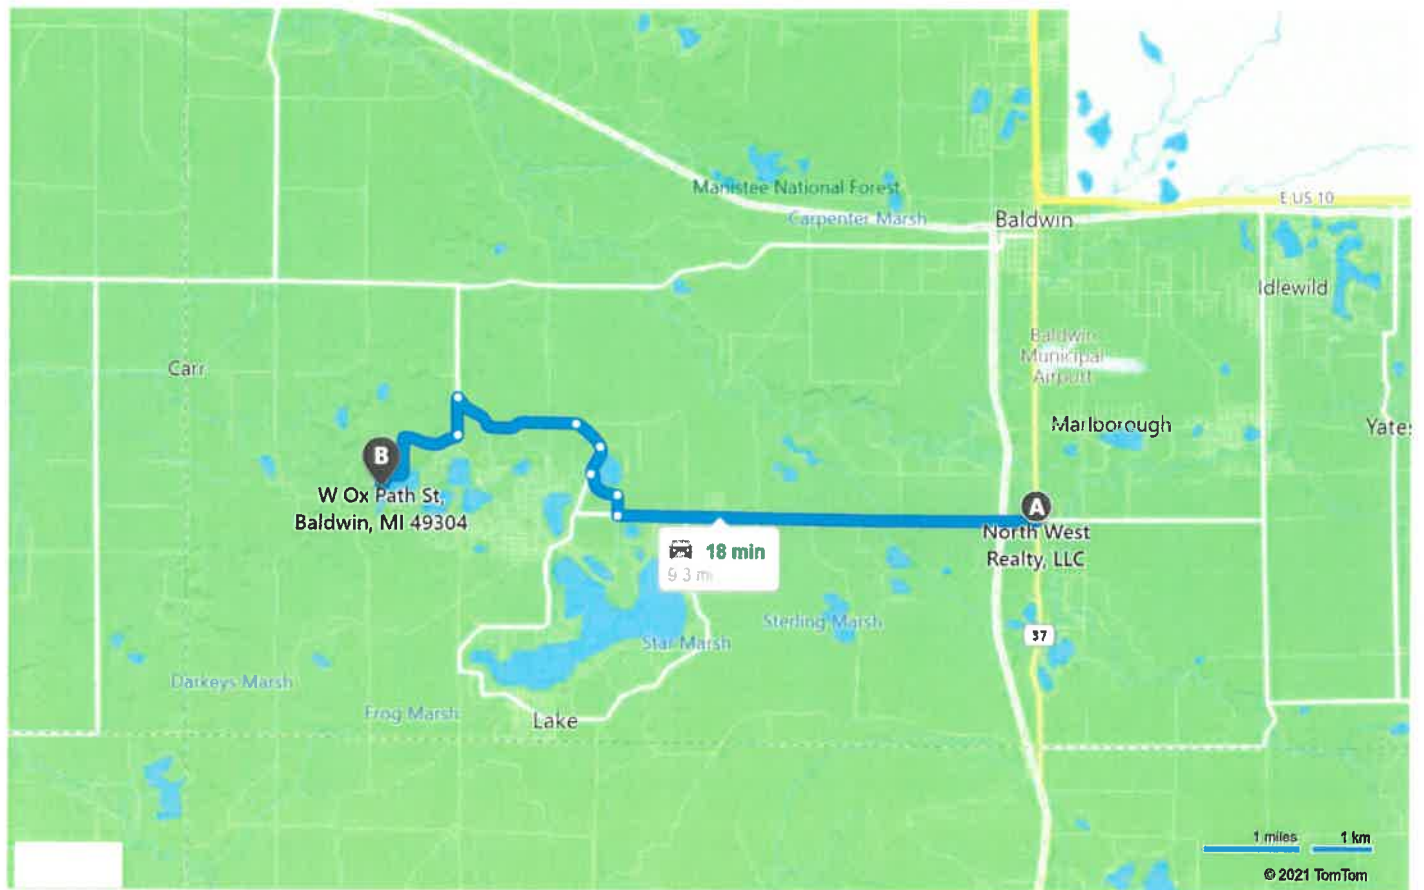 Manistee National Forest
Carpenter Marsh
Baldwin
E US 10
Idlewild
Carr
Baldwin
Municipal
Airport
Marlborough
B
W Ox Path St,
Baldwin, MI 49304
A
North West
Realty, LLC
18 min
9.3 mi
37
Sterling Marsh
Star Marsh
Darkeys Marsh
Frog Marsh
Lake
1 miles
1 km
© 2021 TomTom